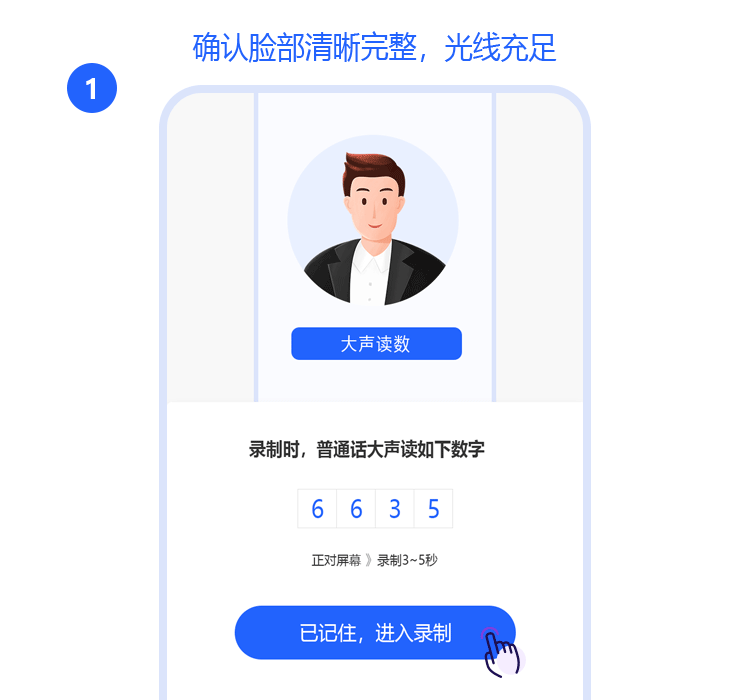 确认脸部清晰完整，光线充足
1
大声读数
录制时，普通话大声读如下数字
6 6 3 5
正对屏幕 》录制3~5秒
已记住，进入录制